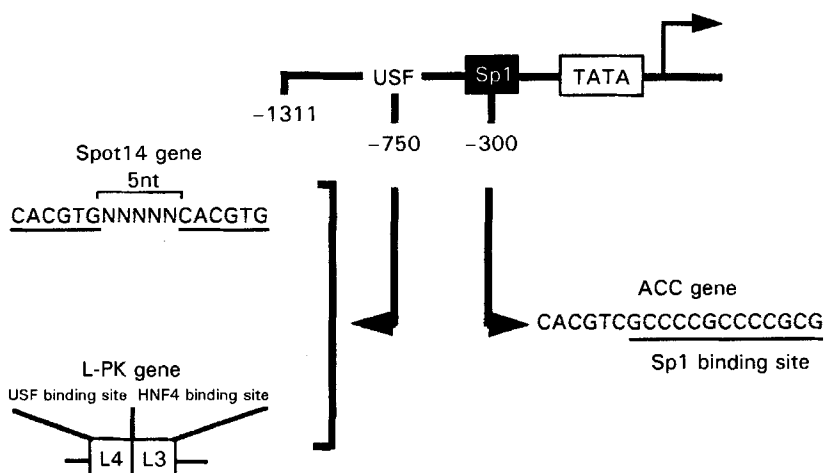 USF Sp1 TATA
-1311
-750 -300
Spot14 gene
5nt
CACGTGNNNNNCACGTG
ACC gene
CACGTCGCCCCGCCCCGCG
Sp1 binding site
L-PK gene
USF binding site HNF4 binding site
L4 L3